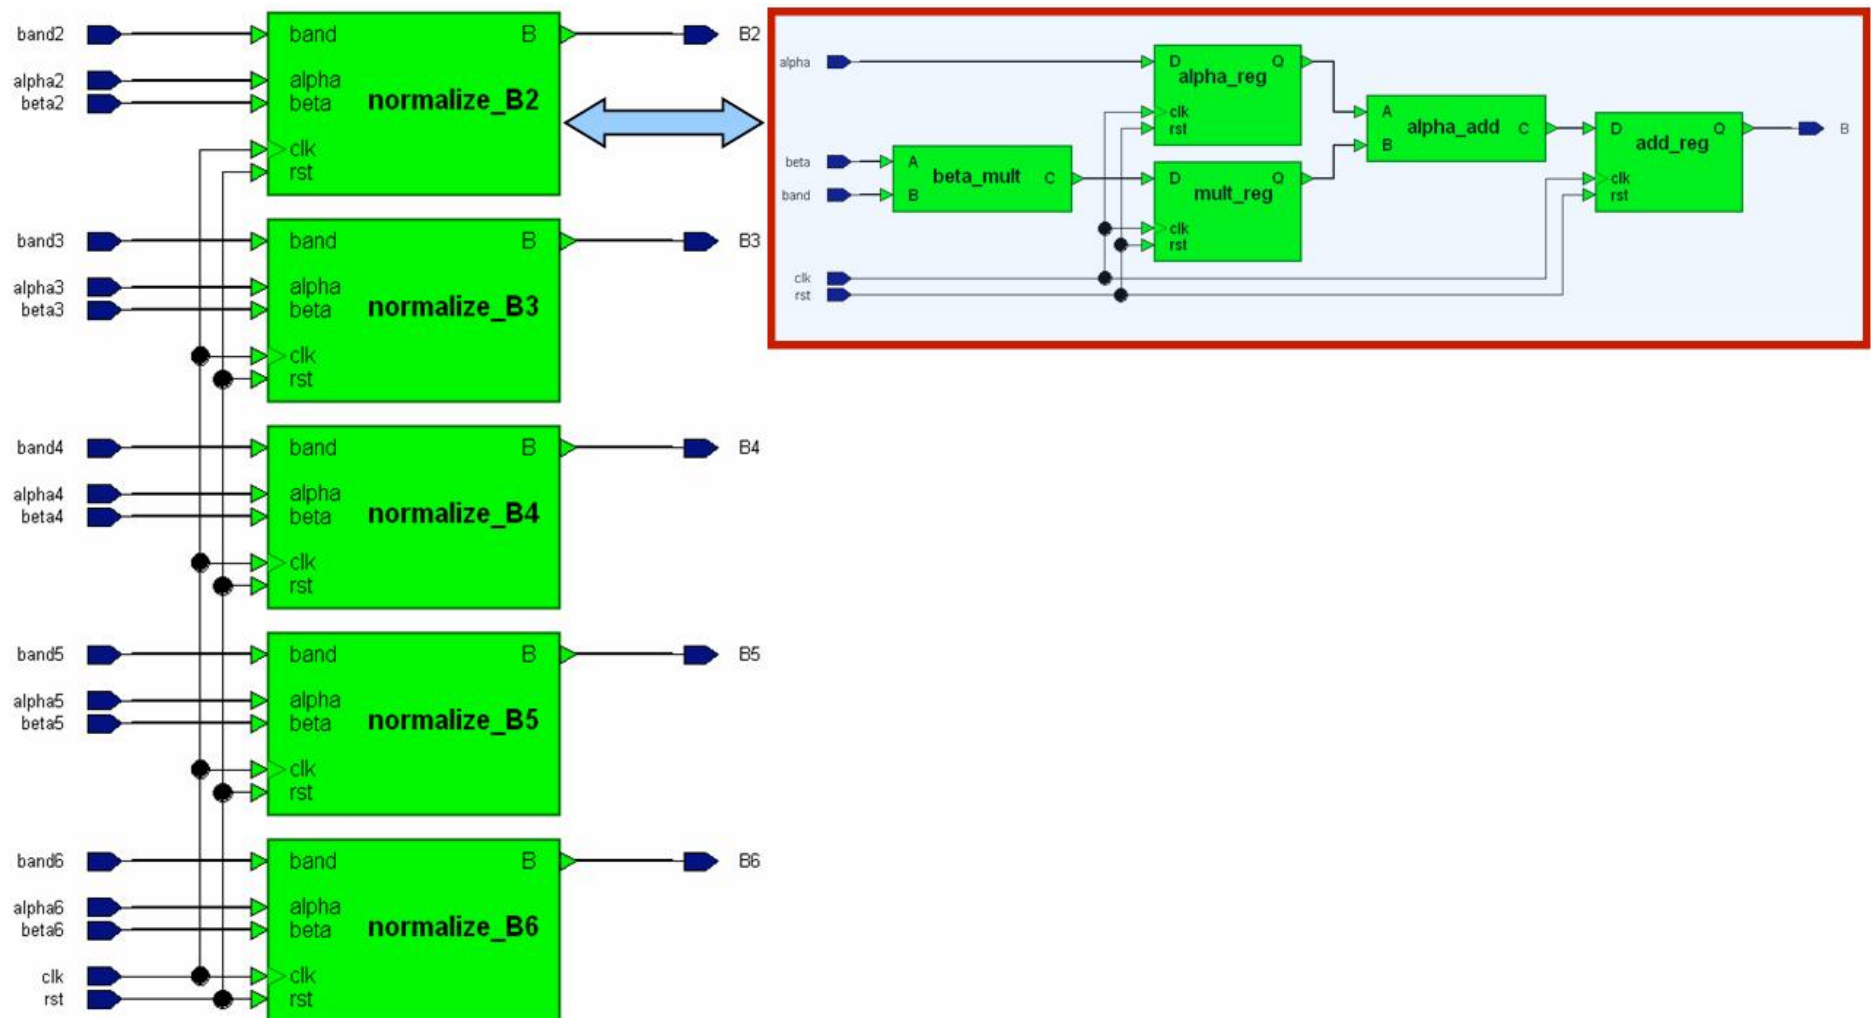 band2 band B B2
alpha2 alpha
beta2 beta normalize_B2
clk
rst
band3 band B B3
alpha3 alpha
beta3 beta normalize_B3
clk
rst
band4 band B B4
alpha4 alpha
beta4 beta normalize_B4
clk
rst
band5 band B B5
alpha5 alpha
beta5 beta normalize_B5
clk
rst
band6 band B B6
alpha6 alpha
beta6 beta normalize_B6
clk clk
rst rst
alpha D Q
alpha_reg
clk
rst
A
alpha_add C
B
D Q
add_reg
clk
rst
B
beta A
beta_mult C
band B
D Q
mult_reg
clk
rst
clk
rst